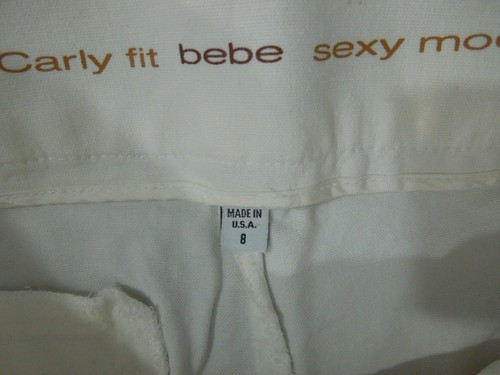 Carly fit bebe sexy
MADE IN
U.S.A.
8